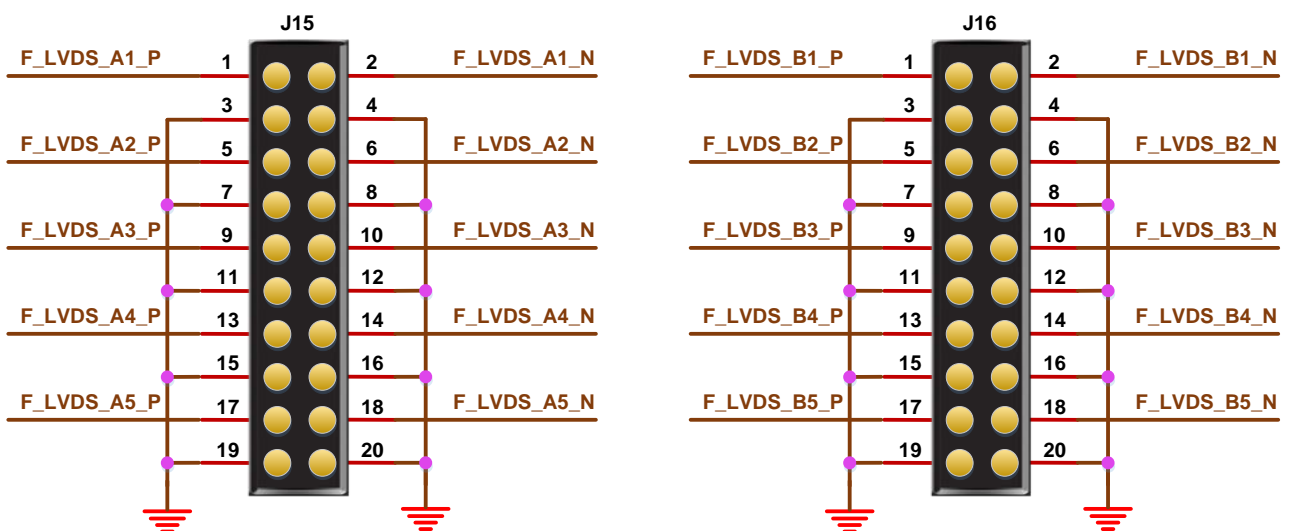 J15 J16
F_LVDS_A1_P 1 2 F_LVDS_A1_N F_LVDS_B1_P 1 2 F_LVDS_B1_N
3 4 3 4
F_LVDS_A2_P 5 6 F_LVDS_A2_N F_LVDS_B2_P 5 6 F_LVDS_B2_N
7 8 7 8
F_LVDS_A3_P 9 10 F_LVDS_A3_N F_LVDS_B3_P 9 10 F_LVDS_B3_N
11 12 11 12
F_LVDS_A4_P 13 14 F_LVDS_A4_N F_LVDS_B4_P 13 14 F_LVDS_B4_N
15 16 15 16
F_LVDS_A5_P 17 18 F_LVDS_A5_N F_LVDS_B5_P 17 18 F_LVDS_B5_N
19 20 19 20